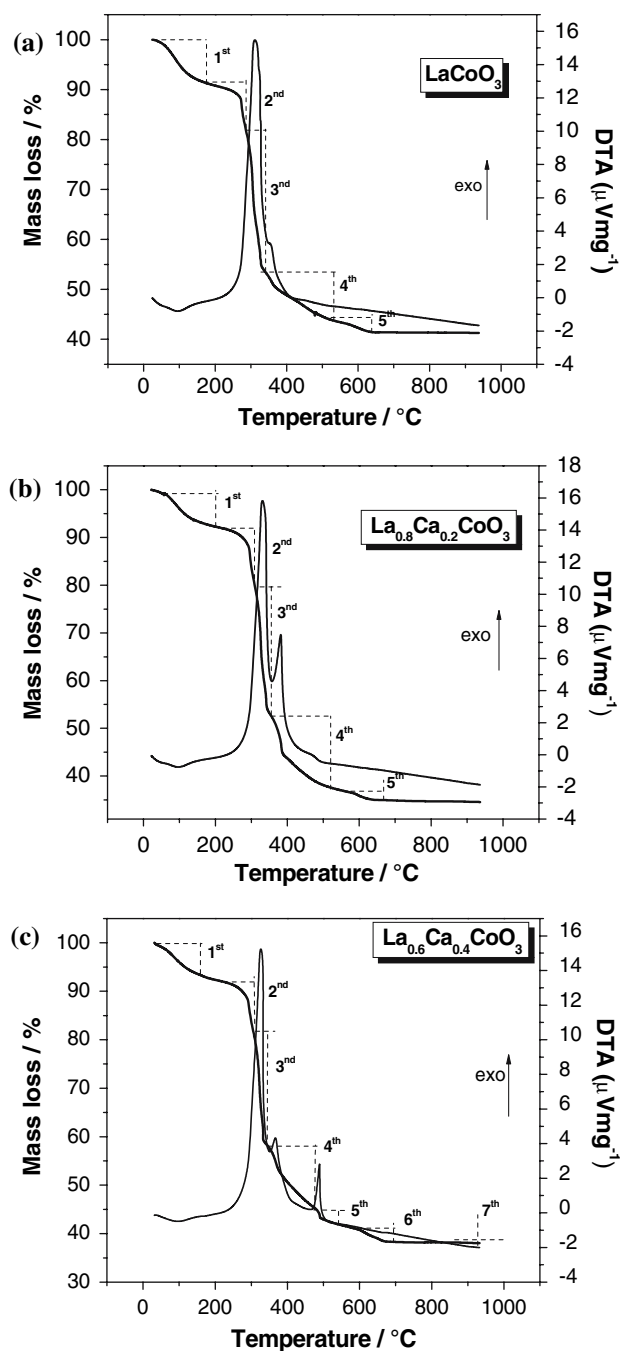 (a)
LaCoO₃
Mass loss / %
100
90
80
70
60
50
40
1ˢᵗ
2ⁿᵈ
3ⁿᵈ
4ᵗʰ
5ᵗʰ
exo
16
14
12
10
8
6
4
2
0
-2
-4
DTA (µVmg⁻¹)
0 200 400 600 800 1000
Temperature / °C
(b)
La₀.₈Ca₀.₂CoO₃
Mass loss / %
100
90
80
70
60
50
40
1ˢᵗ
2ⁿᵈ
3ⁿᵈ
4ᵗʰ
5ᵗʰ
exo
18
16
14
12
10
8
6
4
2
0
-2
-4
DTA (µVmg⁻¹)
0 200 400 600 800 1000
Temperature / °C
(c)
La₀.₆Ca₀.₄CoO₃
Mass loss / %
100
90
80
70
60
50
40
30
1ˢᵗ
2ⁿᵈ
3ⁿᵈ
4ᵗʰ
5ᵗʰ
6ᵗʰ
7ᵗʰ
exo
16
14
12
10
8
6
4
2
0
-2
-4
DTA (µVmg⁻¹)
0 200 400 600 800 1000
Temperature / °C